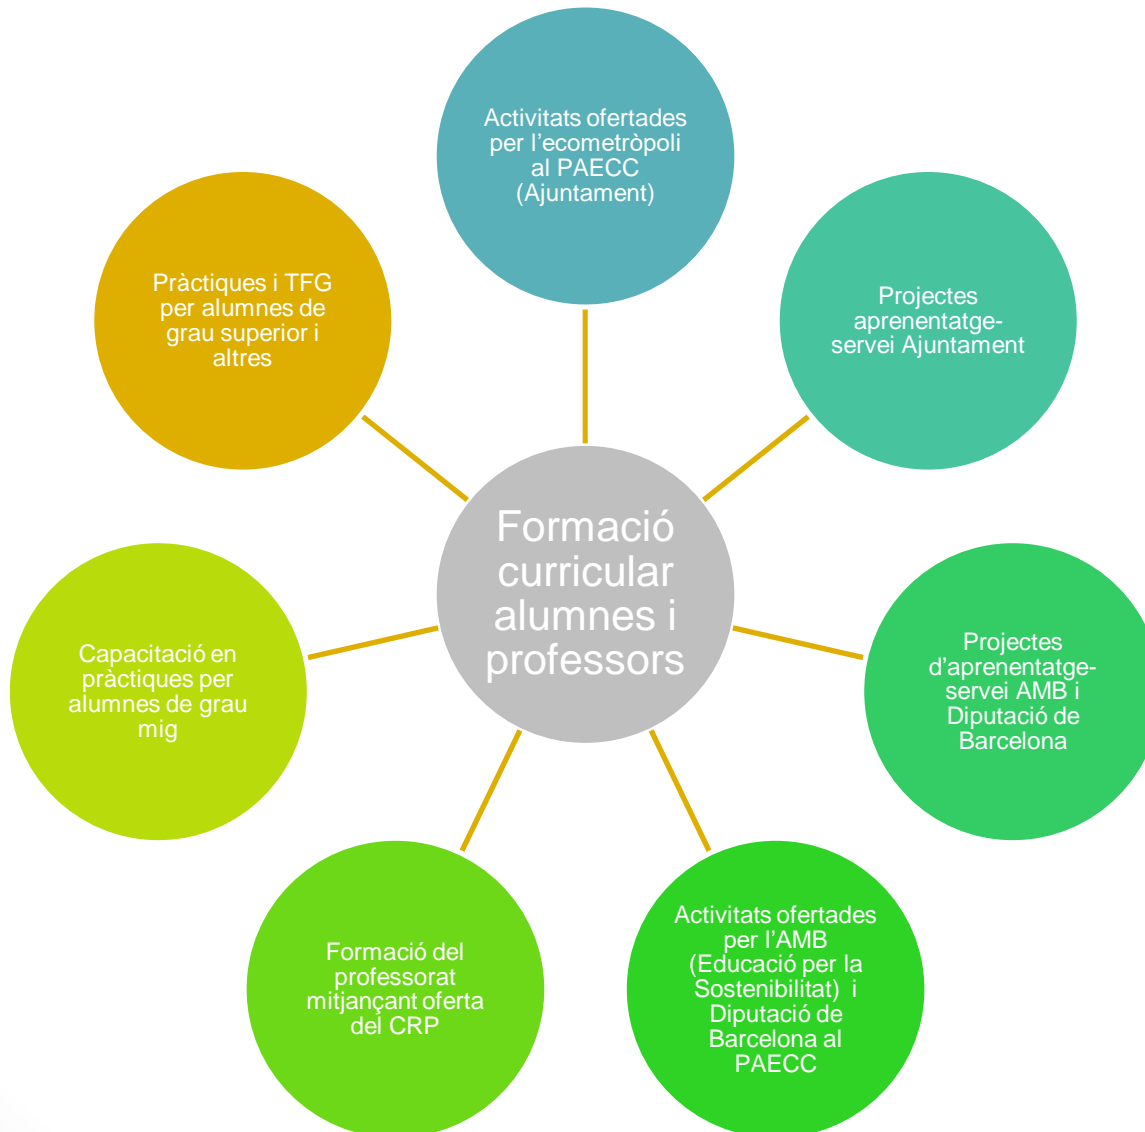 Activitats ofertades
per l’ecometròpoli
al PAECC
(Ajuntament)
Projectes
aprenentatge-
servei Ajuntament
Projectes
d’aprenentatge-
servei AMB i
Diputació de
Barcelona
Activitats ofertades
per l’AMB
(Educació per la
Sostenibilitat) i
Diputació de
Barcelona al
PAECC
Formació del
professorat
mitjançant oferta
del CRP
Capacitació en
pràctiques per
alumnes de grau
mig
Pràctiques i TFG
per alumnes de
grau superior i
altres
Formació
curricular
alumnes i
professors